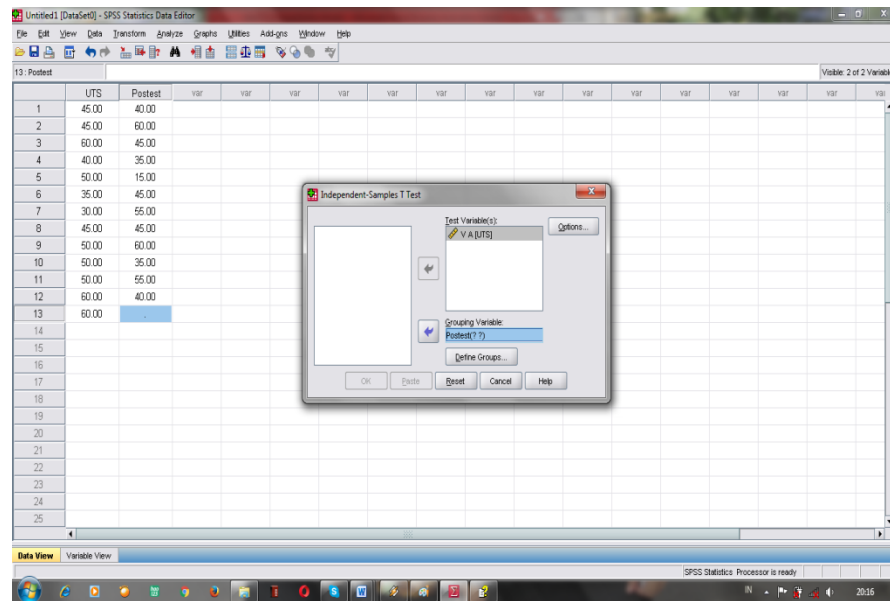 Untitled1 [DataSet0] - SPSS Statistics Data Editor
File Edit View Data Transform Analyze Graphs Utilities Add-ons Window Help
13 : Postest Visible: 2 of 2 Variabl
UTS Postest var var var var var var var var var var var var var var
1 45.00 40.00
2 45.00 60.00
3 60.00 45.00
4 40.00 35.00
5 50.00 15.00
6 35.00 45.00
7 30.00 55.00
8 45.00 45.00
9 50.00 60.00
10 50.00 35.00
11 50.00 55.00
12 60.00 40.00
13 60.00 .
14
15
16
17
18
19
20
21
22
23
24
25
Independent-Samples T Test
Test Variable(s):
V A [UTS]
Options...
Grouping Variable:
Postest(? ?)
Define Groups...
OK Paste Reset Cancel Help
Data View Variable View
SPSS Statistics Processor is ready
IN 20:16